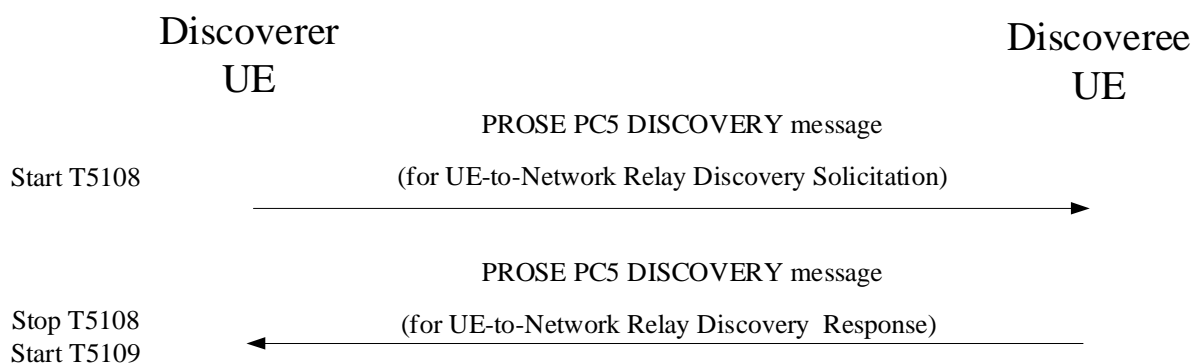 Discoverer
UE
Discoveree
UE
PROSE PC5 DISCOVERY message
Start T5108
(for UE-to-Network Relay Discovery Solicitation)
PROSE PC5 DISCOVERY message
Stop T5108
(for UE-to-Network Relay Discovery Response)
Start T5109